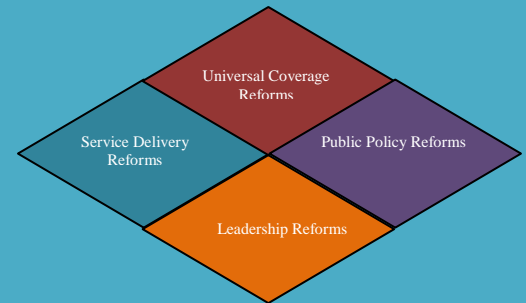 Universal Coverage
Reforms
Service Delivery
Reforms
Public Policy Reforms
Leadership Reforms